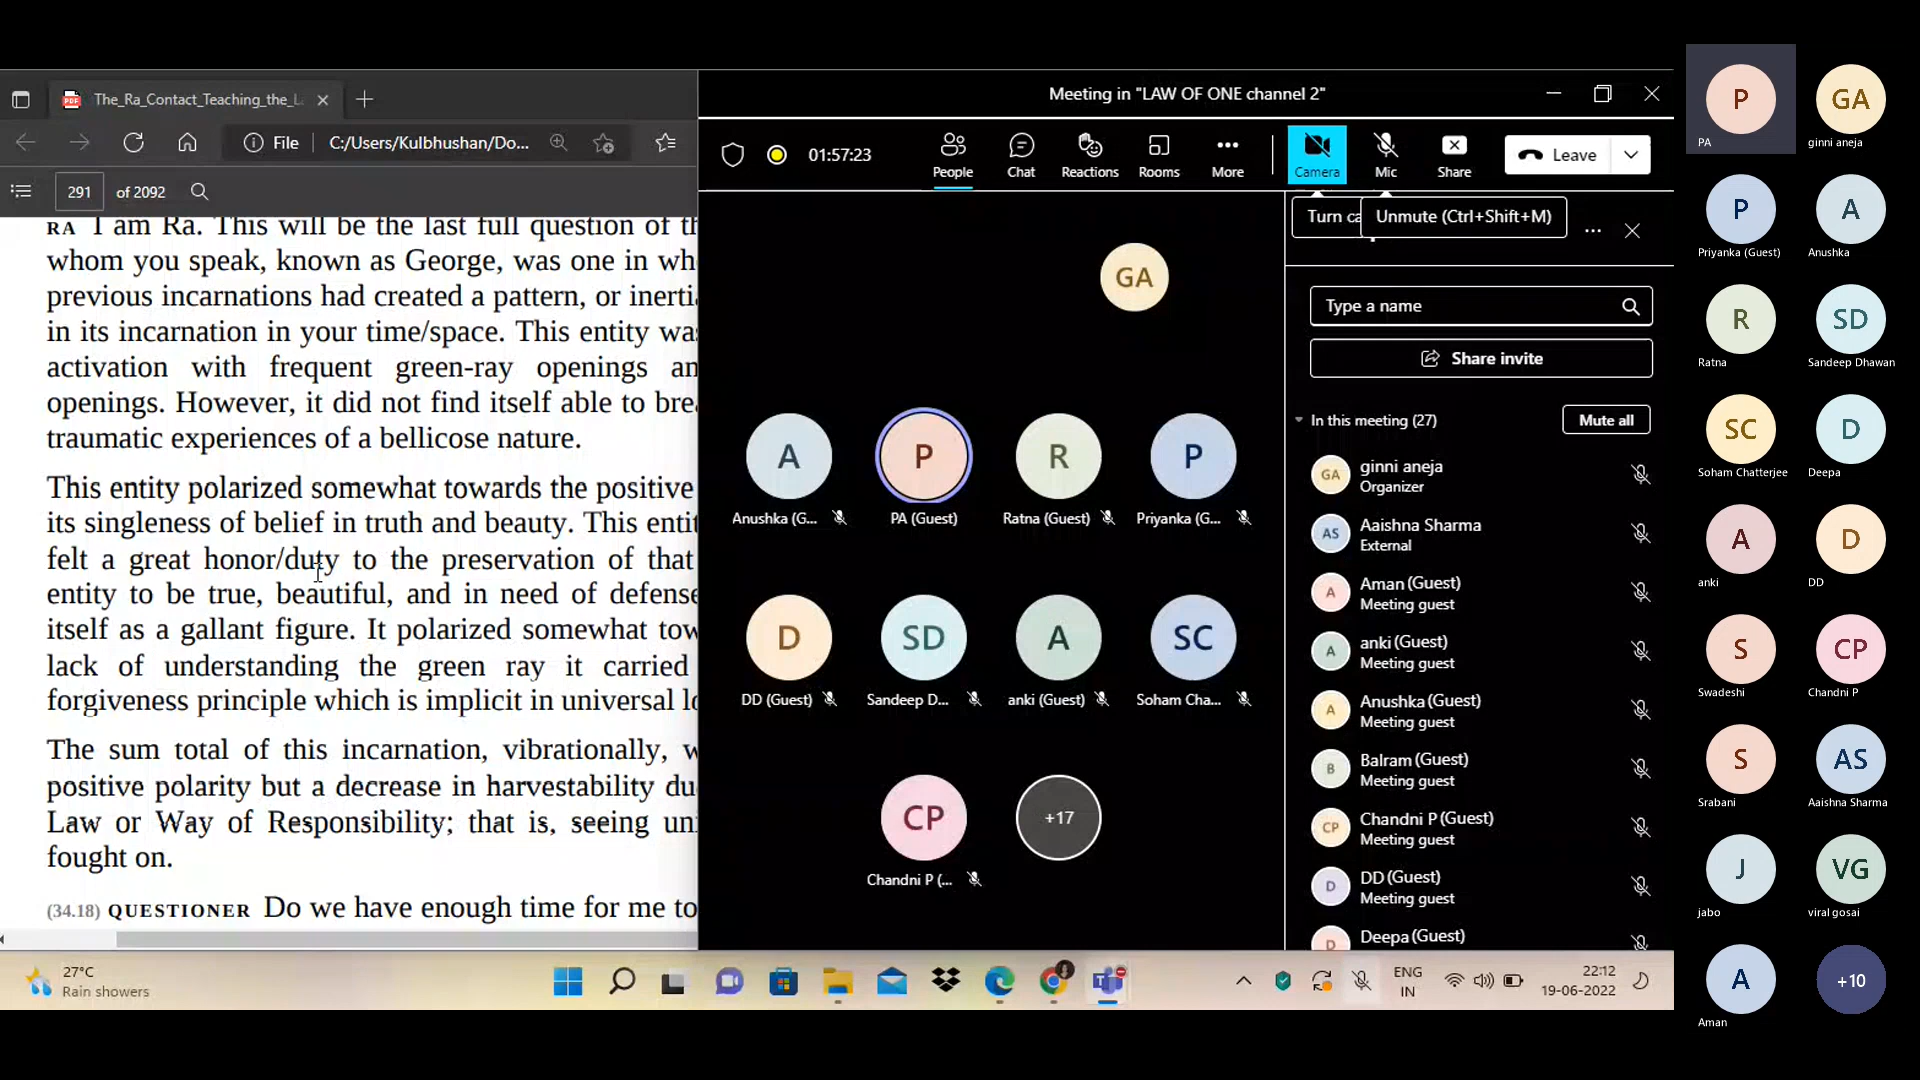 The_Ra_Contact_Teaching_the_L
File
C:/Users/Kulbhushan/Do...
291 of 2092
RA I am Ra. This will be the last full question of th
whom you speak, known as George, was one in wh
previous incarnations had created a pattern, or inerti
in its incarnation in your time/space. This entity wa
activation with frequent green-ray openings an
openings. However, it did not find itself able to bre
traumatic experiences of a bellicose nature.
This entity polarized somewhat towards the positive
its singleness of belief in truth and beauty. This entit
felt a great honor/duty to the preservation of that
entity to be true, beautiful, and in need of defense
itself as a gallant figure. It polarized somewhat tow
lack of understanding the green ray it carried
forgiveness principle which is implicit in universal lo
The sum total of this incarnation, vibrationally, w
positive polarity but a decrease in harvestability du
Law or Way of Responsibility; that is, seeing uni
fought on.
(34.18) QUESTIONER Do we have enough time for me to
Meeting in "LAW OF ONE channel 2"
01:57:23
People
Chat
Reactions
Rooms
More
Camera
Mic
Share
Leave
Turn ca
Unmute (Ctrl+Shift+M)
GA
A
Anushka (G...
P
PA (Guest)
R
Ratna (Guest)
P
Priyanka (G...
D
DD (Guest)
SD
Sandeep D...
A
anki (Guest)
SC
Soham Cha...
CP
Chandni P (...
+17
Type a name
Share invite
In this meeting (27)
Mute all
GA
ginni aneja
Organizer
AS
Aaishna Sharma
External
A
Aman (Guest)
Meeting guest
A
anki (Guest)
Meeting guest
A
Anushka (Guest)
Meeting guest
B
Balram (Guest)
Meeting guest
CP
Chandni P (Guest)
Meeting guest
D
DD (Guest)
Meeting guest
D
Deepa (Guest)
P
PA
GA
ginni aneja
P
Priyanka (Guest)
A
Anushka
R
Ratna
SD
Sandeep Dhawan
SC
Soham Chatterjee
D
Deepa
A
anki
D
DD
S
Swadeshi
CP
Chandni P
S
Srabani
AS
Aaishna Sharma
J
jabo
VG
viral gosai
A
Aman
+10
27°C
Rain showers
ENG
IN
22:12
19-06-2022